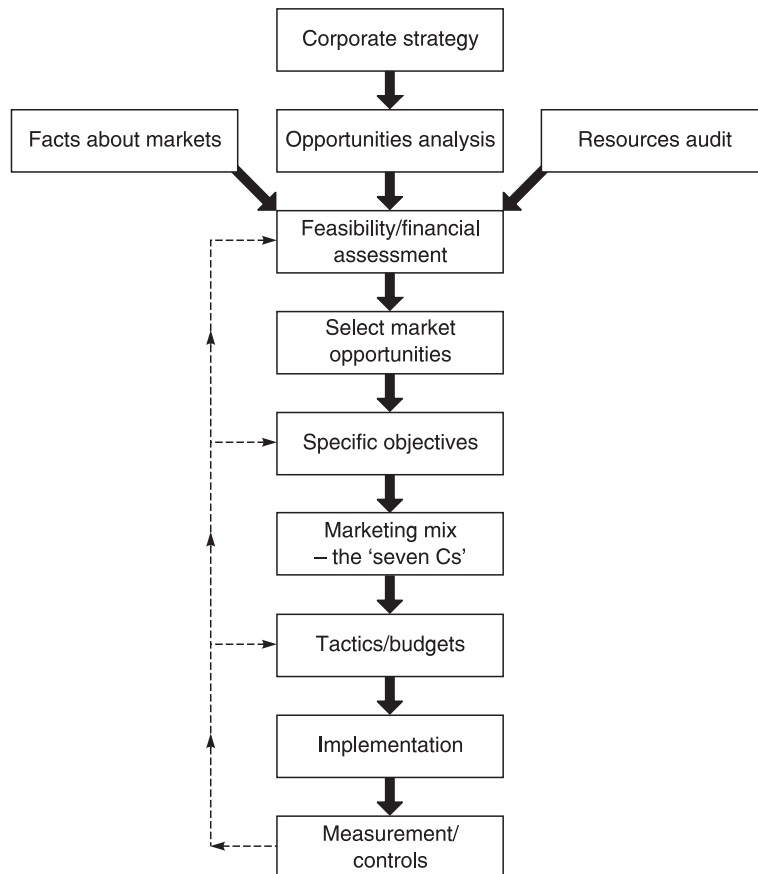 Corporate strategy
Facts about markets
Opportunities analysis
Resources audit
Feasibility/financial
assessment
Select market
opportunities
Specific objectives
Marketing mix
– the ‘seven Cs’
Tactics/budgets
Implementation
Measurement/
controls